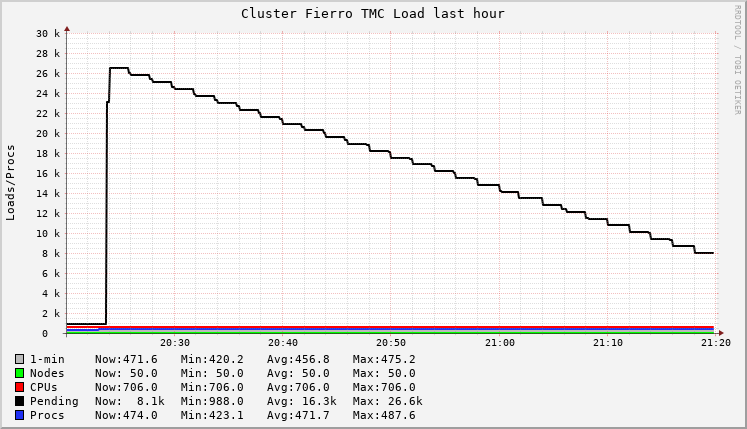 Cluster Fierro TMC Load last hour
RRDTOOL / TOBI OETIKER
Loads/Procs
30 k
28 k
26 k
24 k
22 k
20 k
18 k
16 k
14 k
12 k
10 k
8 k
6 k
4 k
2 k
0
20:30 20:40 20:50 21:00 21:10 21:20
1-min Now:471.6 Min:420.2 Avg:456.8 Max:475.2
Nodes Now: 50.0 Min: 50.0 Avg: 50.0 Max: 50.0
CPUs Now:706.0 Min:706.0 Avg:706.0 Max:706.0
Pending Now: 8.1k Min:988.0 Avg: 16.3k Max: 26.6k
Procs Now:474.0 Min:423.1 Avg:471.7 Max:487.6